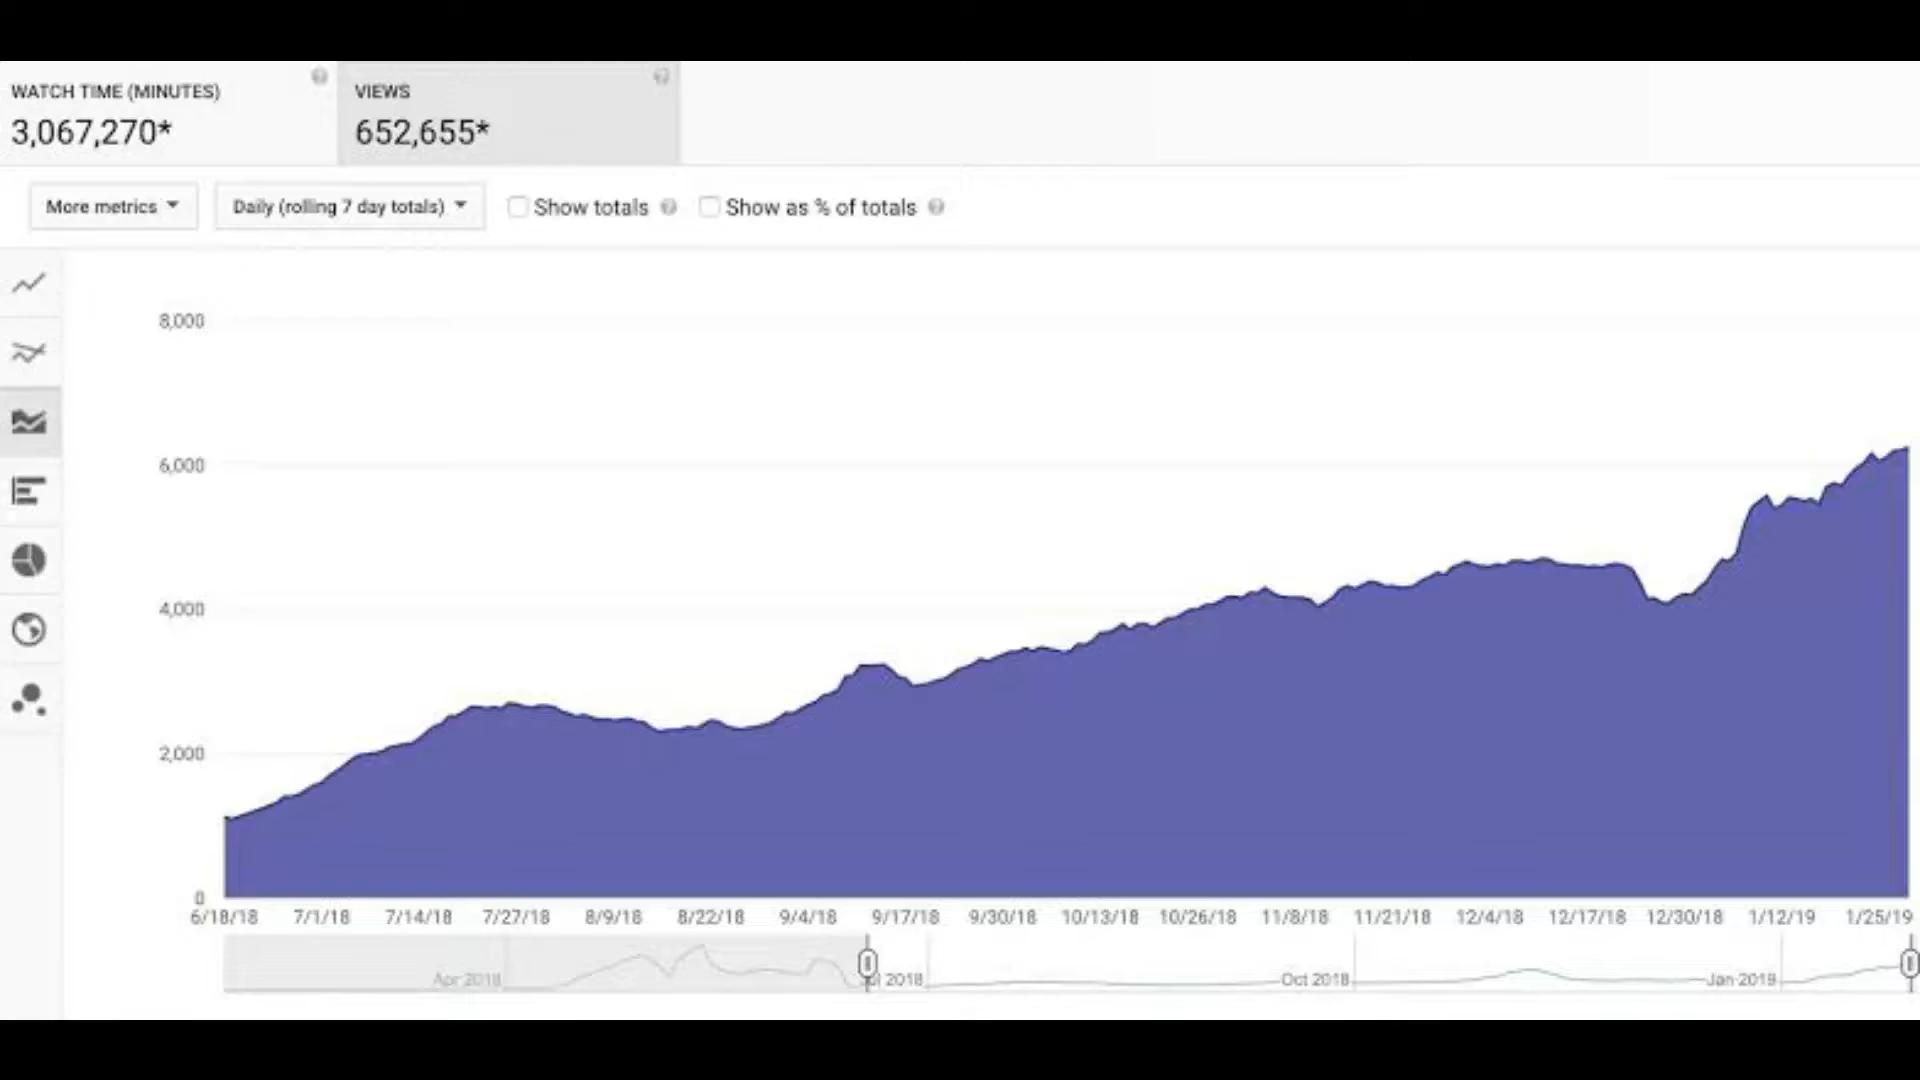 WATCH TIME (MINUTES)
3,067,270*
VIEWS
652,655*
More metrics
Daily (rolling 7 day totals)
Show totals
Show as % of totals
8,000
6,000
4,000
2,000
0
6/18/18 7/1/18 7/14/18 7/27/18 8/9/18 8/22/18 9/4/18 9/17/18 9/30/18 10/13/18 10/26/18 11/8/18 11/21/18 12/4/18 12/17/18 12/30/18 1/12/19 1/25/19
Apr 2018 2018 Oct 2018 Jan 2019